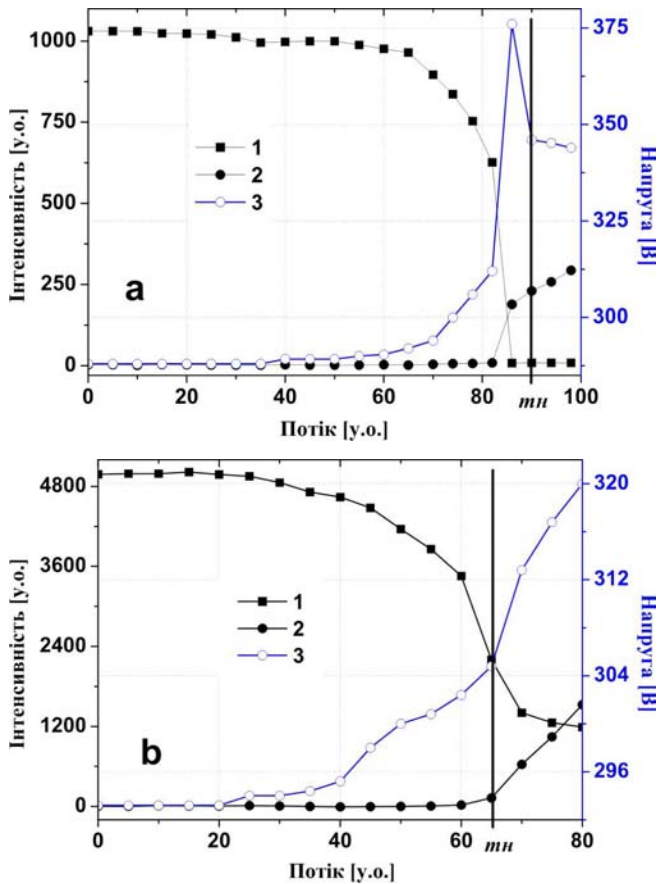 1000
750
500
250
0
Інтенсивність [у.о.]
1
2
3
a
375
350
325
300
Напруга [В]
0 20 40 60 80 100
тн
Потік [у.о.]
4800
3600
2400
1200
0
Інтенсивність [у.о.]
1
2
3
b
320
312
304
296
Напруга [В]
0 20 40 60 80
тн
Потік [у.о.]